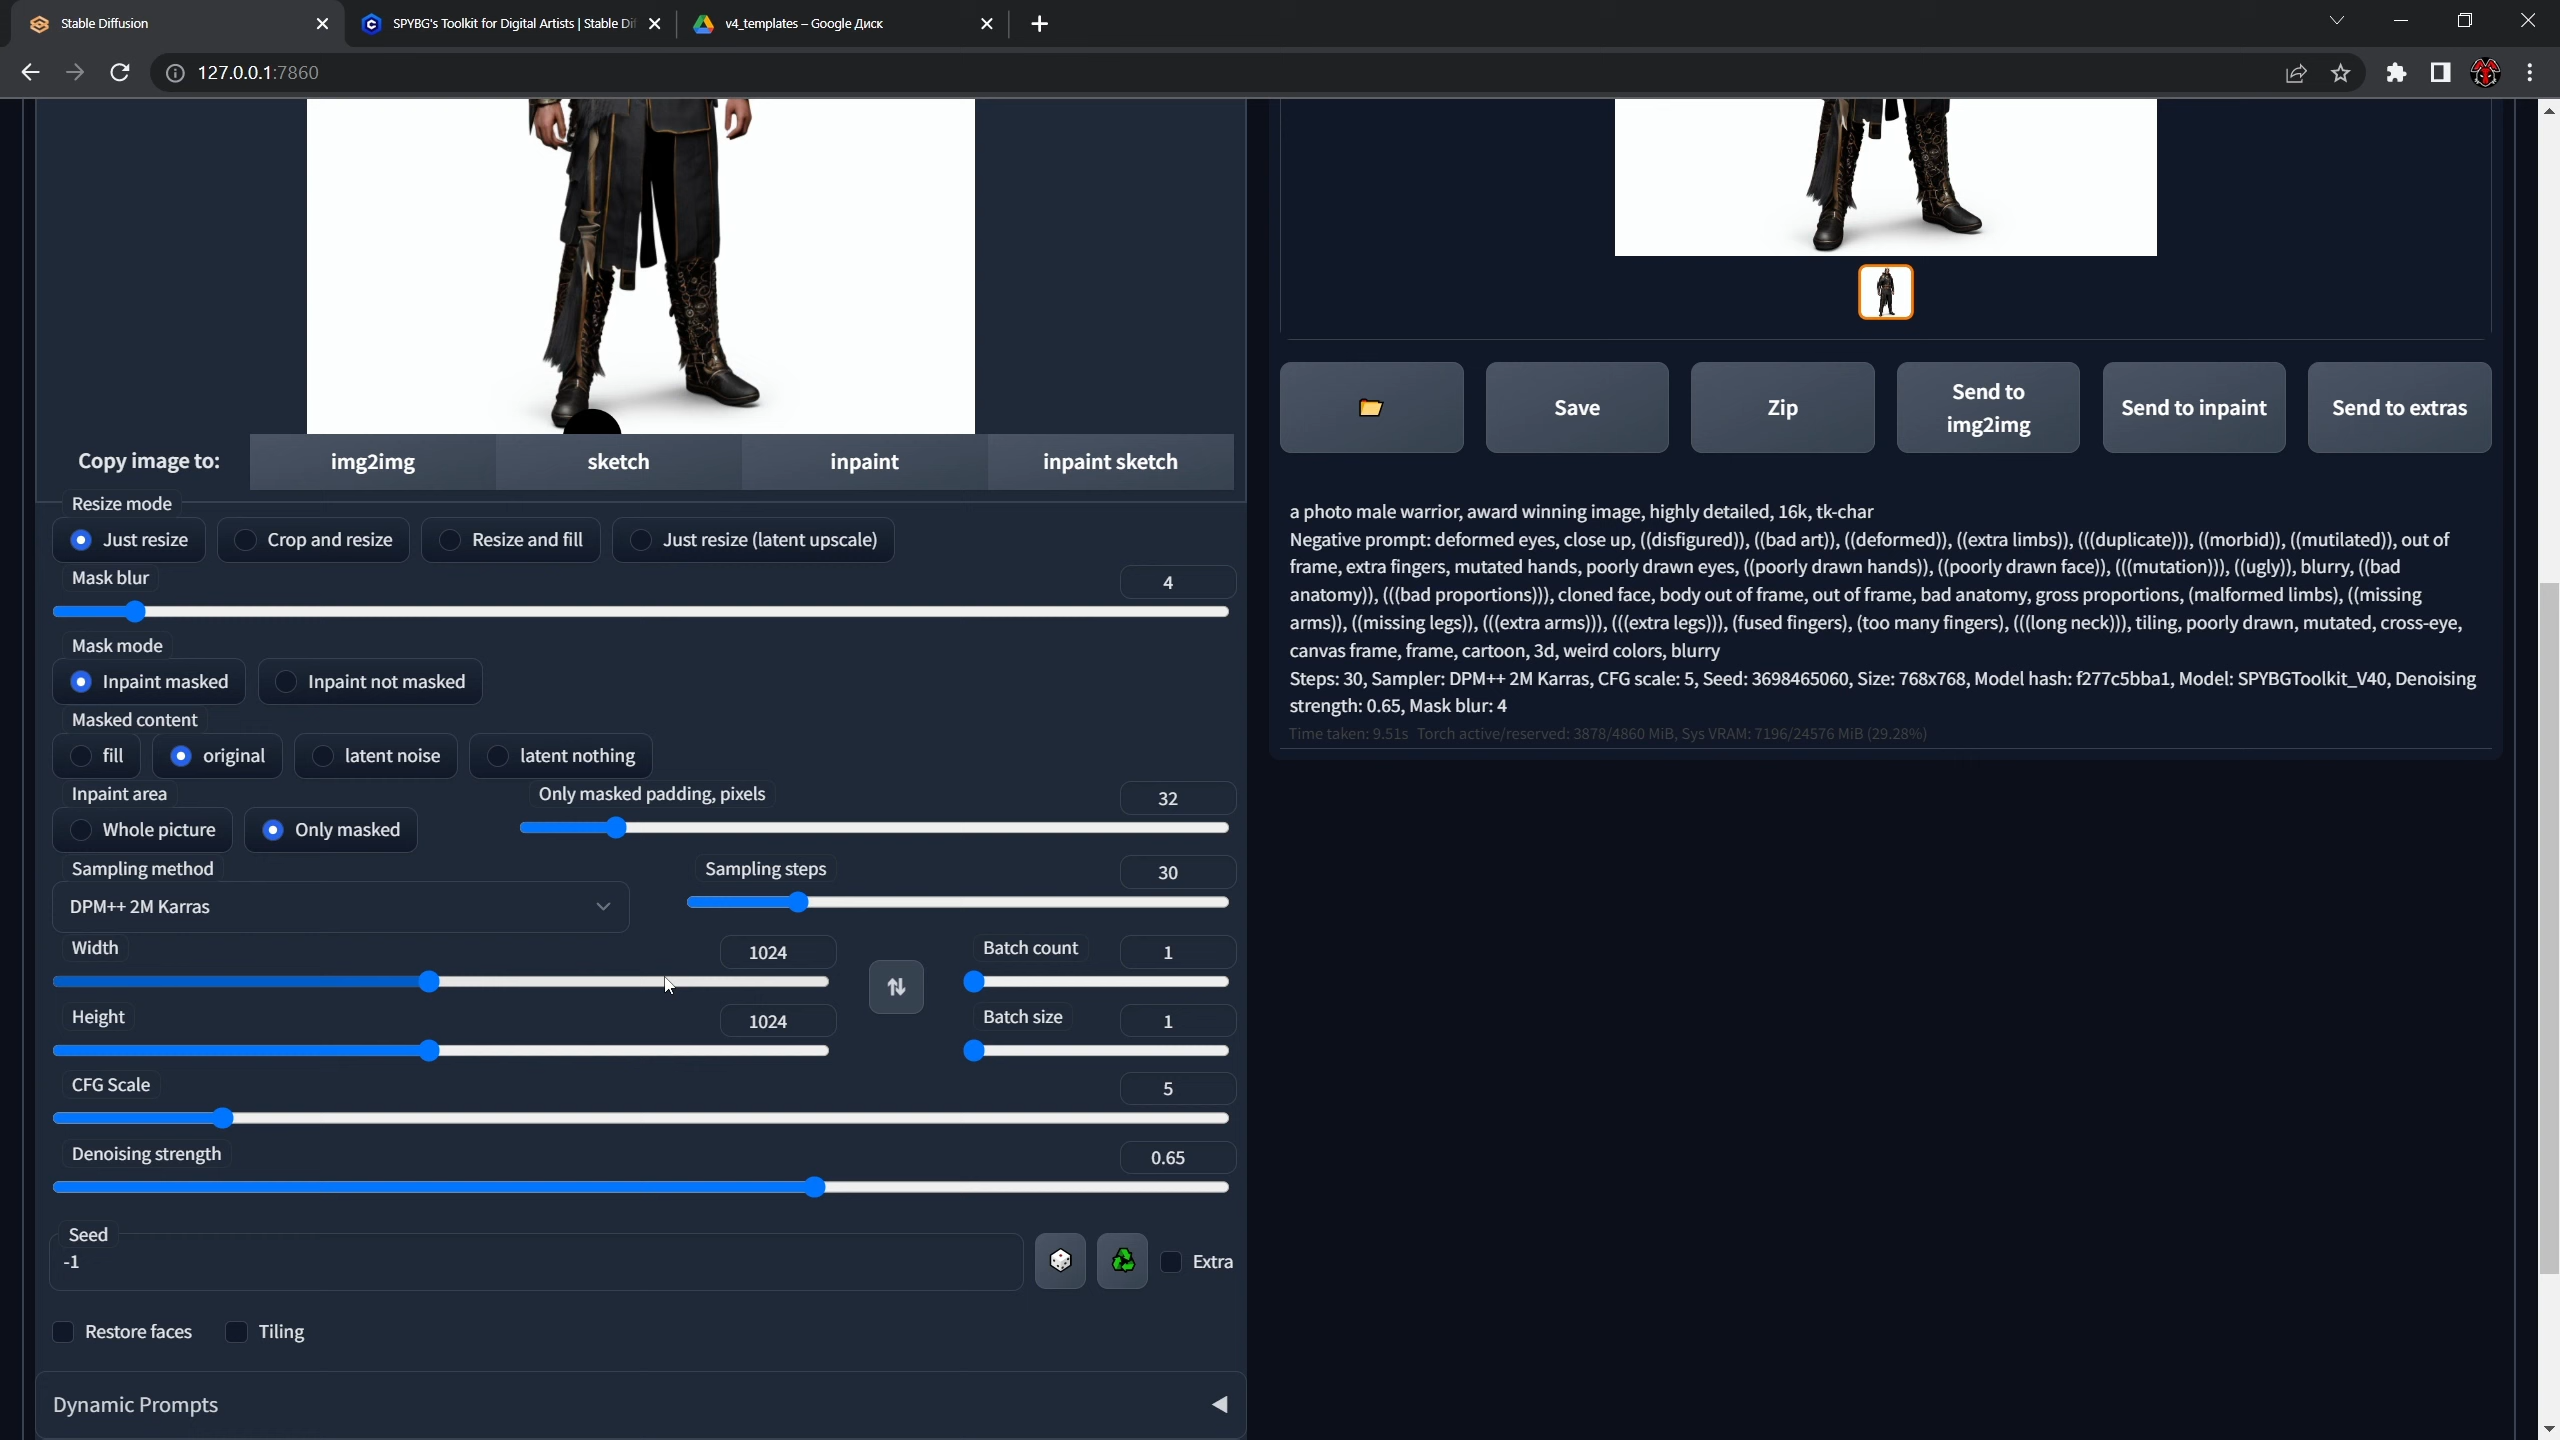 Stable Diffusion
SPYBG's Toolkit for Digital Artists | Stable Di
v4_templates – Google Диск
127.0.0.1:7860
Copy image to:
img2img
sketch
inpaint
inpaint sketch
Resize mode
Just resize
Crop and resize
Resize and fill
Just resize (latent upscale)
Mask blur
4
Mask mode
Inpaint masked
Inpaint not masked
Masked content
fill
original
latent noise
latent nothing
Inpaint area
Whole picture
Only masked
Only masked padding, pixels
32
Sampling method
DPM++ 2M Karras
Sampling steps
30
Width
1024
Batch count
1
Height
1024
Batch size
1
CFG Scale
5
Denoising strength
0.65
Seed
-1
Extra
Restore faces
Tiling
Dynamic Prompts
Save
Zip
Send to
img2img
Send to inpaint
Send to extras
a photo male warrior, award winning image, highly detailed, 16k, tk-char
Negative prompt: deformed eyes, close up, ((disfigured)), ((bad art)), ((deformed)), ((extra limbs)), (((duplicate))), ((morbid)), ((mutilated)), out of
frame, extra fingers, mutated hands, poorly drawn eyes, ((poorly drawn hands)), ((poorly drawn face)), (((mutation))), ((ugly)), blurry, ((bad
anatomy)), (((bad proportions))), cloned face, body out of frame, out of frame, bad anatomy, gross proportions, (malformed limbs), ((missing
arms)), ((missing legs)), (((extra arms))), (((extra legs))), (fused fingers), (too many fingers), (((long neck))), tiling, poorly drawn, mutated, cross-eye,
canvas frame, frame, cartoon, 3d, weird colors, blurry
Steps: 30, Sampler: DPM++ 2M Karras, CFG scale: 5, Seed: 3698465060, Size: 768x768, Model hash: f277c5bba1, Model: SPYBGToolkit_V40, Denoising
strength: 0.65, Mask blur: 4
Time taken: 9.51s Torch active/reserved: 3878/4860 MiB, Sys VRAM: 7196/24576 MiB (29.28%)